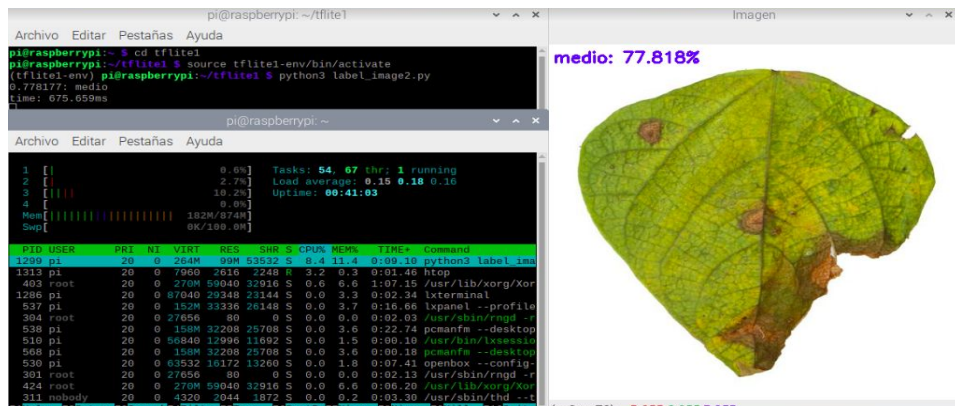 pi@raspberrypi: ~/tflite1
Archivo Editar Pestañas Ayuda
pi@raspberrypi:~ $ cd tflite1
pi@raspberrypi:~/tflite1 $ source tflite1-env/bin/activate
(tflite1-env) pi@raspberrypi:~/tflite1 $ python3 label_image2.py
0.778177: medio
time: 675.659ms
pi@raspberrypi: ~
Archivo Editar Pestañas Ayuda
1 [| 0.6%] Tasks: 54, 67 thr; 1 running
2 [| 2.7%] Load average: 0.15 0.18 0.16
3 [|||| 10.2%] Uptime: 00:41:03
4 [ 0.0%]
Mem[|||||||||||||||||||| 182M/874M]
Swp[ 0K/100.0M]
PID USER PRI NI VIRT RES SHR S CPU% MEM% TIME+ Command
1299 pi 20 0 264M 99M 53532 S 8.4 11.4 0:09.10 python3 label_ima
1313 pi 20 0 7960 2616 2248 R 3.2 0.3 0:01.46 htop
403 root 20 0 270M 59040 32916 S 0.6 6.6 1:07.15 /usr/lib/xorg/Xor
1286 pi 20 0 87040 29348 23144 S 0.0 3.3 0:02.34 lxterminal
537 pi 20 0 152M 33336 26148 S 0.0 3.7 0:16.66 lxpanel --profile
304 root 20 0 27656 80 0 S 0.0 0.0 0:02.03 /usr/sbin/rngd -r
538 pi 20 0 158M 32208 25708 S 0.0 3.6 0:22.74 pcmanfm --desktop
510 pi 20 0 56840 12996 11692 S 0.0 1.5 0:00.10 /usr/bin/lxsessio
568 pi 20 0 158M 32208 25708 S 0.0 3.6 0:00.18 pcmanfm --desktop
530 pi 20 0 63532 16172 13260 S 0.0 1.8 0:07.41 openbox --config-
301 root 20 0 27656 80 0 S 0.0 0.0 0:02.13 /usr/sbin/rngd -r
424 root 20 0 270M 59040 32916 S 0.0 6.6 0:06.20 /usr/lib/xorg/Xor
311 nobody 20 0 4320 2044 1872 S 0.0 0.2 0:03.30 /usr/sbin/thd --t
Imagen
medio: 77.818%